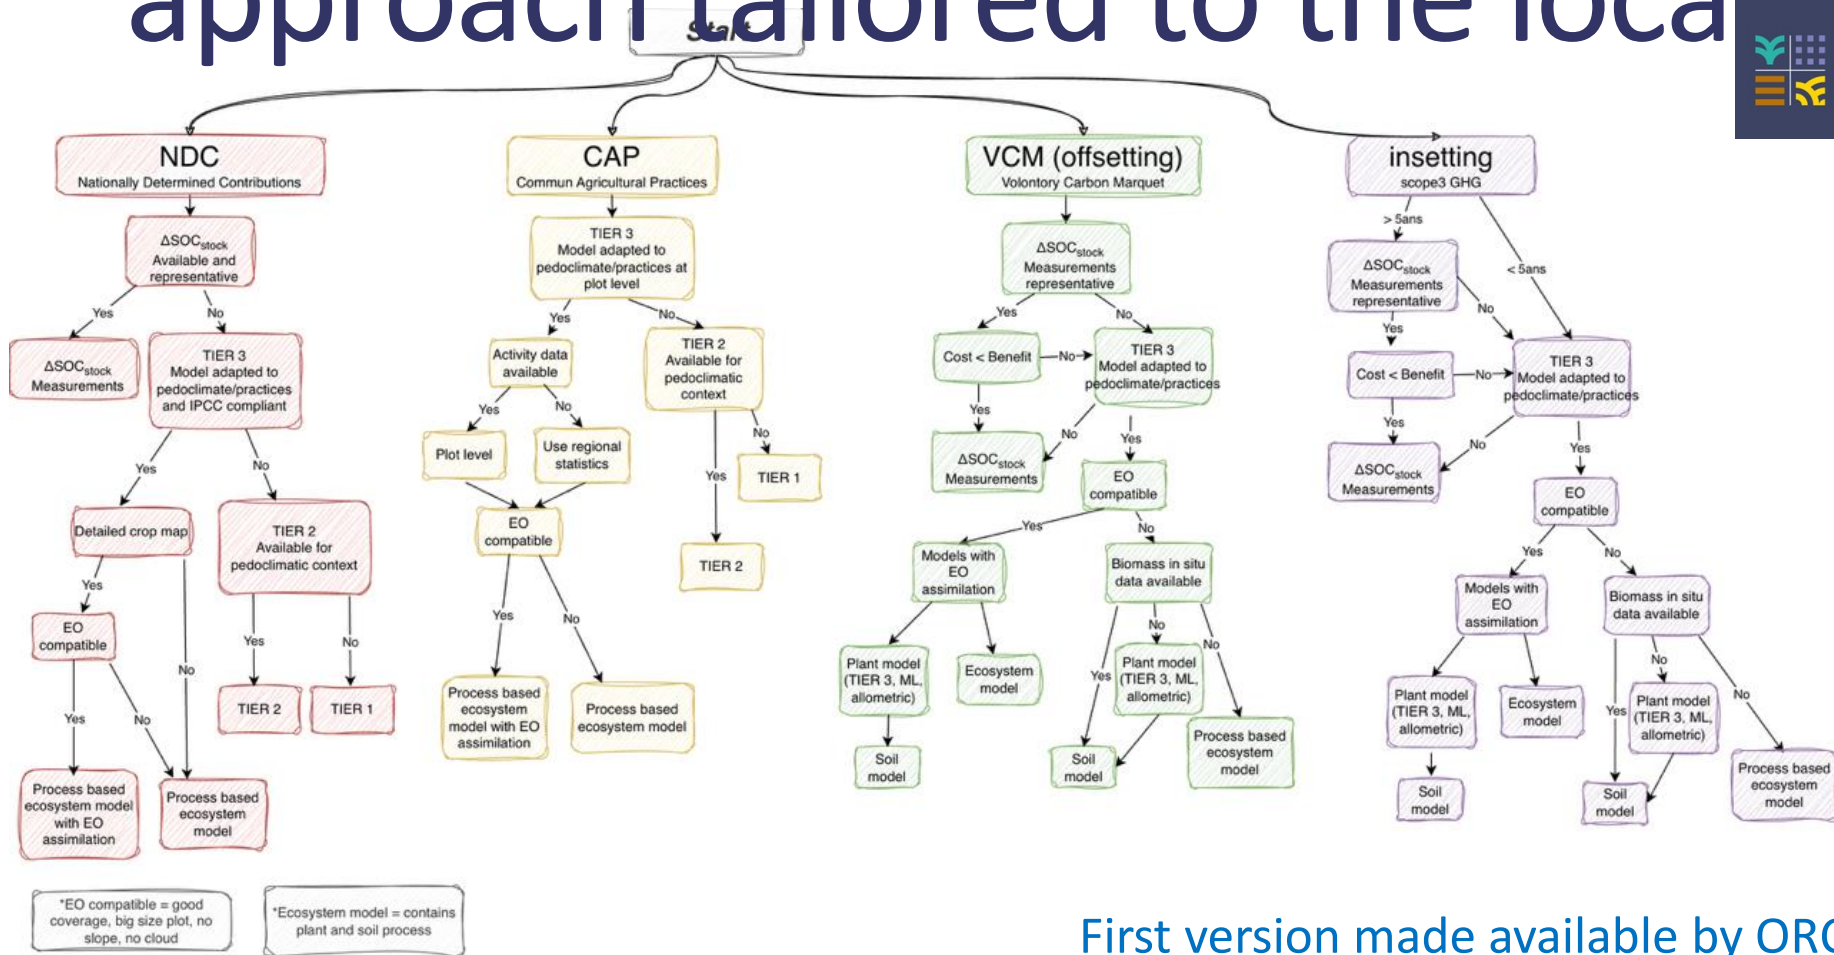 approach tailored to the loca
Start
NDC
Nationally Determined Contributions
ΔSOCstock
Available and
representative
Yes
No
ΔSOCstock
Measurements
TIER 3
Model adapted to
pedoclimate/practices
and IPCC compliant
Yes
No
Detailed crop map
TIER 2
Available for
pedoclimatic context
Yes
No
EO
compatible
Yes
No
Yes
No
TIER 2
TIER 1
Process based
ecosystem model
with EO
assimilation
Process based
ecosystem
model
CAP
Commun Agricultural Practices
TIER 3
Model adapted to
pedoclimate/practices at
plot level
Yes
No
Activity data
available
TIER 2
Available for
pedoclimatic
context
Yes
No
Yes
No
Plot level
Use regional
statistics
TIER 1
EO
compatible
TIER 2
Yes
No
Process based
ecosystem
model with EO
assimilation
Process based
ecosystem model
VCM (offsetting)
Volontory Carbon Marquet
ΔSOCstock
Measurements
representative
Yes
No
Cost < Benefit
No
TIER 3
Model adapted to
pedoclimate/practices
Yes
No
Yes
ΔSOCstock
Measurements
EO
compatible
Yes
No
Models with
EO
assimilation
Biomass in situ
data available
Yes
No
No
Plant model
(TIER 3, ML,
allometric)
Ecosystem
model
Plant model
(TIER 3, ML,
allometric)
Soil
model
Soil
model
Process based
ecosystem
model
insetting
scope3 GHG
> 5ans
< 5ans
ΔSOCstock
Measurements
representative
Yes
No
Cost < Benefit
No
TIER 3
Model adapted to
pedoclimate/practices
Yes
No
Yes
ΔSOCstock
Measurements
EO
compatible
Yes
No
Models with
EO
assimilation
Biomass in situ
data available
Yes
No
No
Plant model
(TIER 3, ML,
allometric)
Ecosystem
model
Plant model
(TIER 3, ML,
allometric)
Soil
model
Soil
model
Process based
ecosystem
model
*EO compatible = good
coverage, big size plot, no
slope, no cloud
*Ecosystem model = contains
plant and soil process
First version made available by ORC